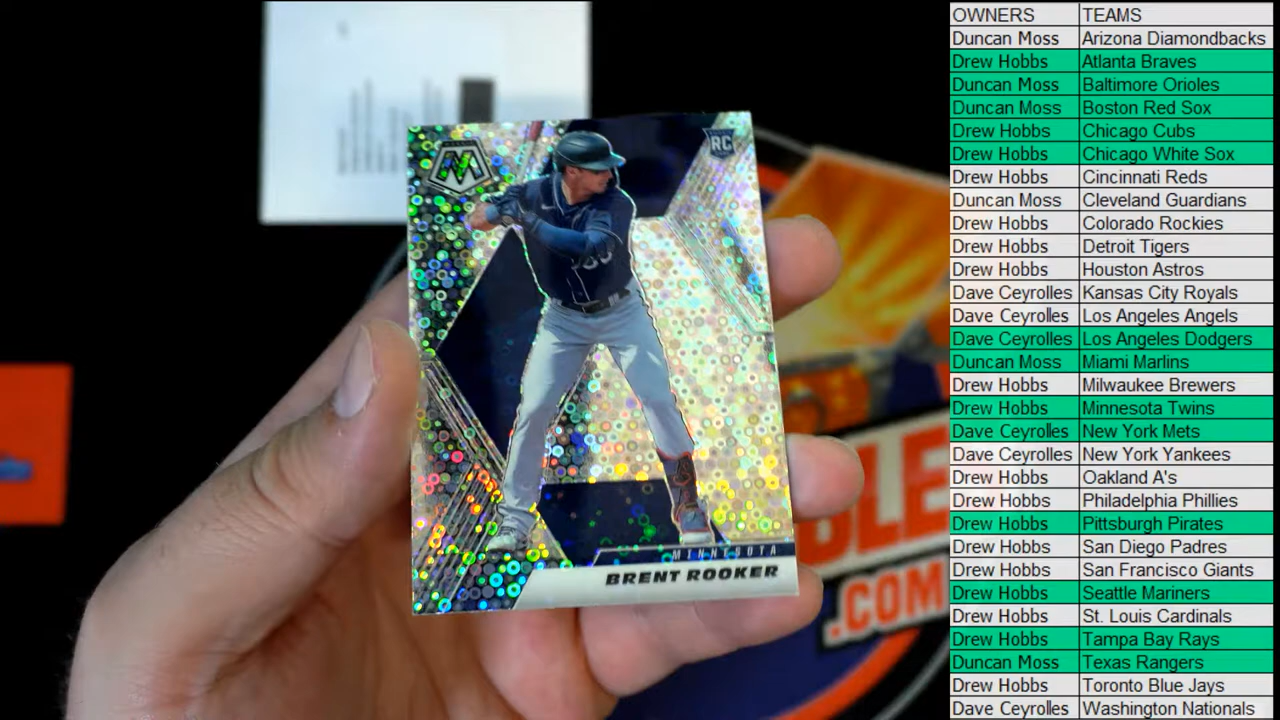 RC
M
MINNESOTA
BRENT ROOKER
BLE
.COM
OWNERS TEAMS
Duncan Moss Arizona Diamondbacks
Drew Hobbs Atlanta Braves
Duncan Moss Baltimore Orioles
Duncan Moss Boston Red Sox
Drew Hobbs Chicago Cubs
Drew Hobbs Chicago White Sox
Drew Hobbs Cincinnati Reds
Duncan Moss Cleveland Guardians
Drew Hobbs Colorado Rockies
Drew Hobbs Detroit Tigers
Drew Hobbs Houston Astros
Dave Ceyrolles Kansas City Royals
Dave Ceyrolles Los Angeles Angels
Dave Ceyrolles Los Angeles Dodgers
Duncan Moss Miami Marlins
Drew Hobbs Milwaukee Brewers
Drew Hobbs Minnesota Twins
Dave Ceyrolles New York Mets
Dave Ceyrolles New York Yankees
Drew Hobbs Oakland A's
Drew Hobbs Philadelphia Phillies
Drew Hobbs Pittsburgh Pirates
Drew Hobbs San Diego Padres
Drew Hobbs San Francisco Giants
Drew Hobbs Seattle Mariners
Drew Hobbs St. Louis Cardinals
Drew Hobbs Tampa Bay Rays
Duncan Moss Texas Rangers
Drew Hobbs Toronto Blue Jays
Dave Ceyrolles Washington Nationals